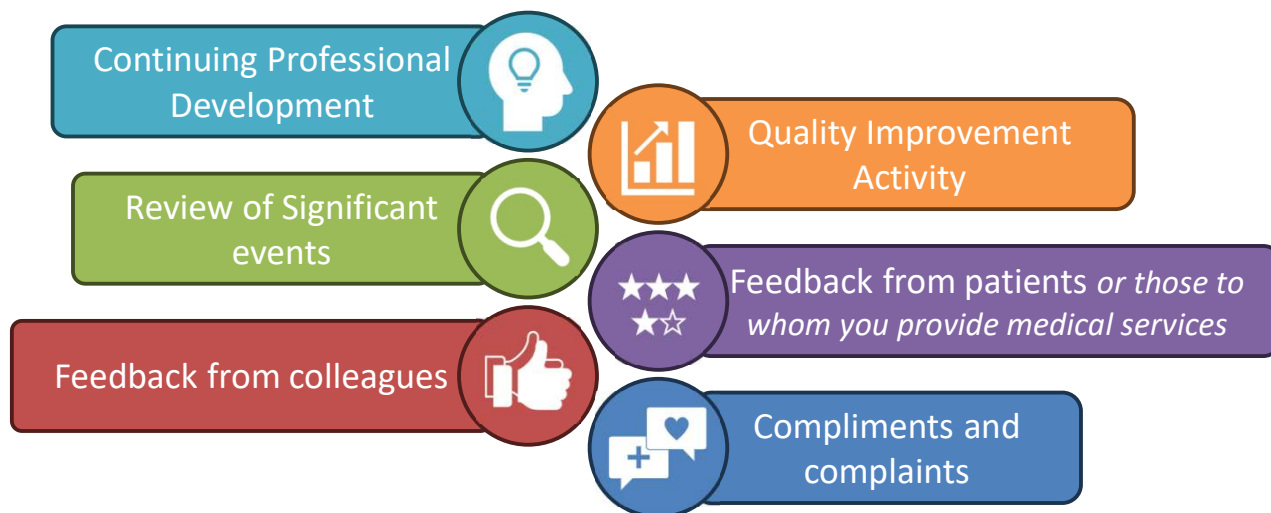 Continuing Professional
Development
Quality Improvement
Activity
Review of Significant
events
Feedback from patients or those to
whom you provide medical services
Feedback from colleagues
Compliments and
complaints